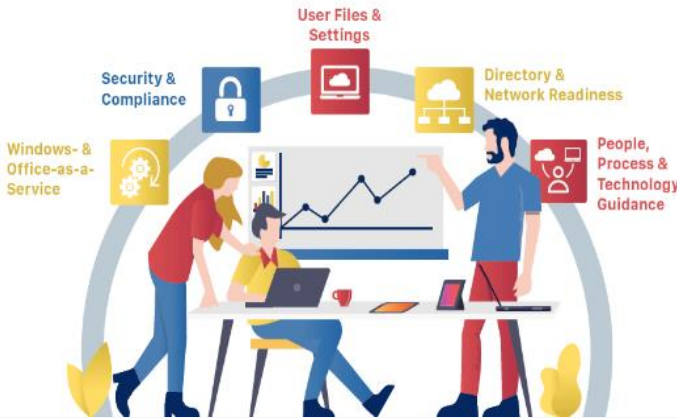 User Files &
Settings
Security &
Compliance
Directory &
Network Readiness
Windows- &
Office-as-a-
Service
People,
Process &
Technology
Guidance